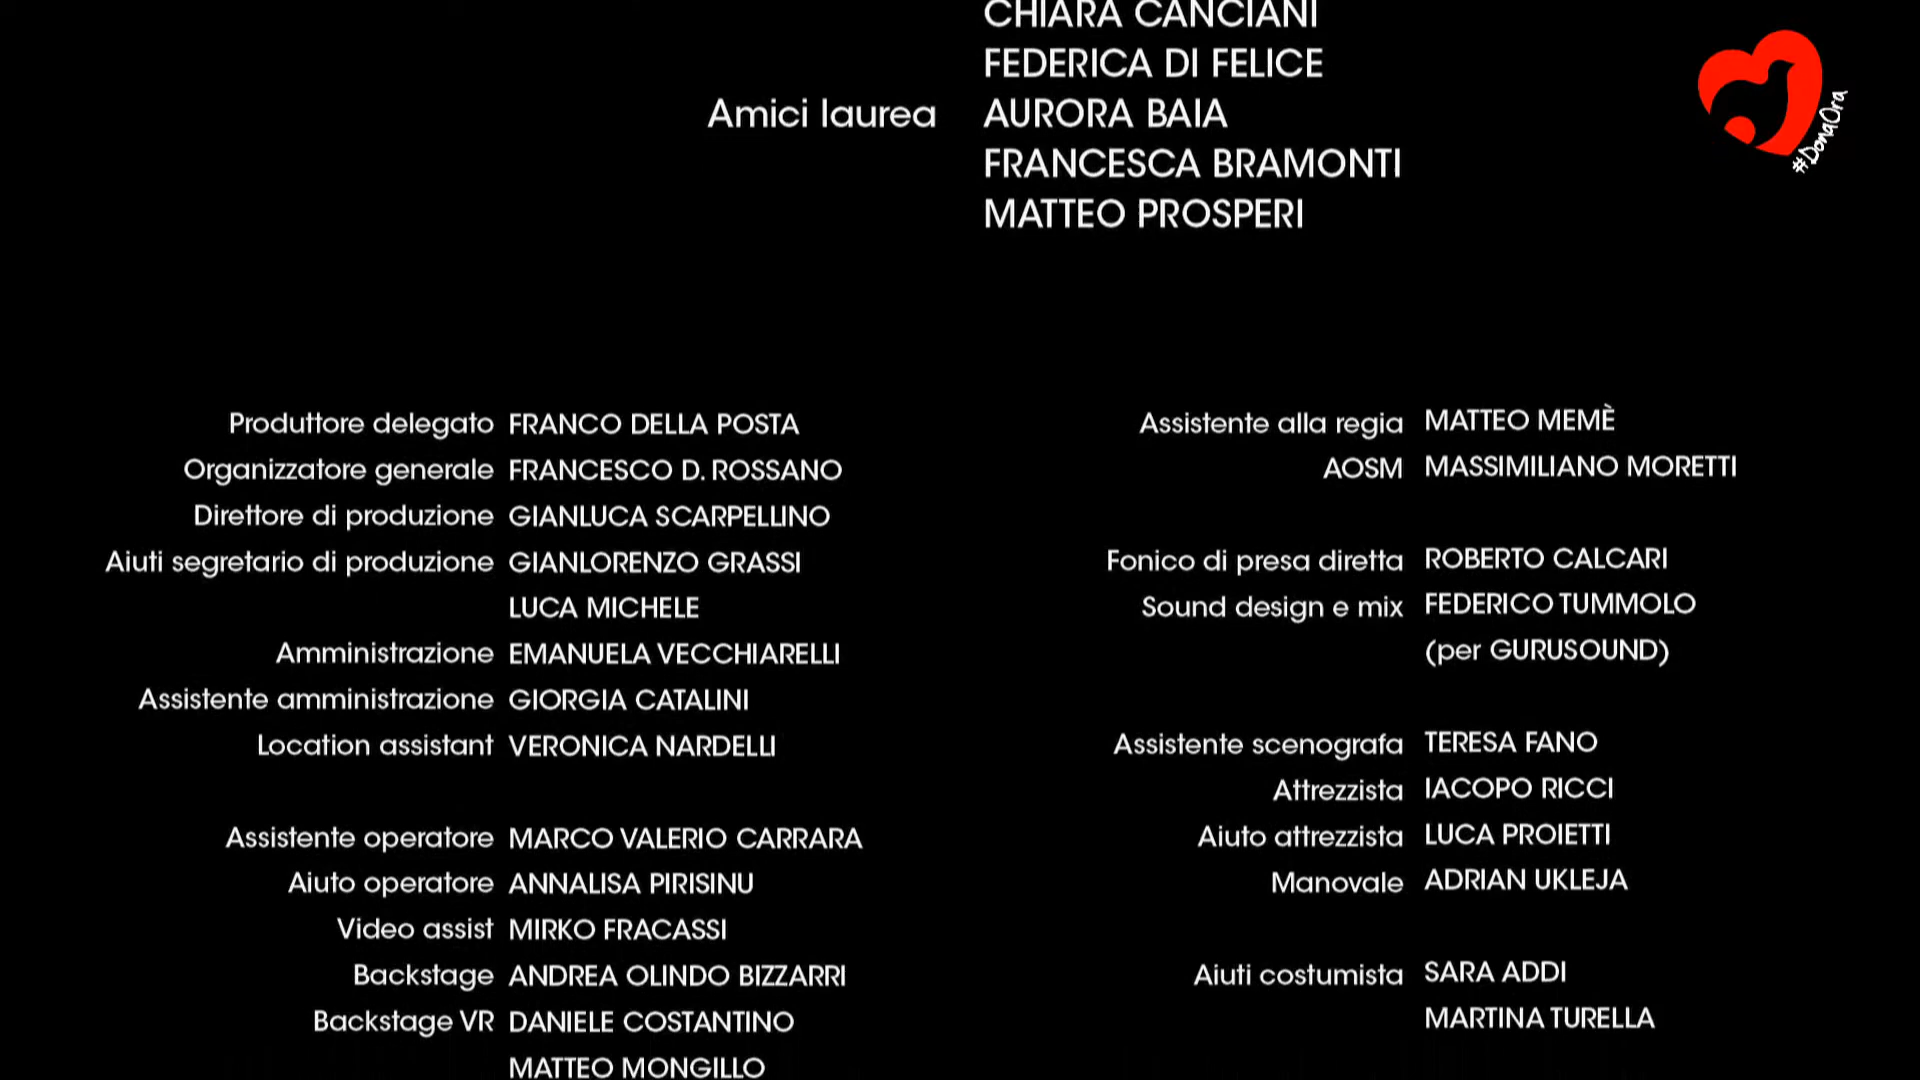 CHIARA CANCIANI
FEDERICA DI FELICE
Amici laurea AURORA BAIA
FRANCESCA BRAMONTI
MATTEO PROSPERI
#DonaOra
Produttore delegato FRANCO DELLA POSTA
Organizzatore generale FRANCESCO D. ROSSANO
Direttore di produzione GIANLUCA SCARPELLINO
Aiuti segretario di produzione GIANLORENZO GRASSI
LUCA MICHELE
Amministrazione EMANUELA VECCHIARELLI
Assistente amministrazione GIORGIA CATALINI
Location assistant VERONICA NARDELLI
Assistente operatore MARCO VALERIO CARRARA
Aiuto operatore ANNALISA PIRISINU
Video assist MIRKO FRACASSI
Backstage ANDREA OLINDO BIZZARRI
Backstage VR DANIELE COSTANTINO
MATTEO MONGILLO
Assistente alla regia MATTEO MEMÈ
AOSM MASSIMILIANO MORETTI
Fonico di presa diretta ROBERTO CALCARI
Sound design e mix FEDERICO TUMMOLO
(per GURUSOUND)
Assistente scenografa TERESA FANO
Attrezzista IACOPO RICCI
Aiuto attrezzista LUCA PROIETTI
Manovale ADRIAN UKLEJA
Aiuti costumista SARA ADDI
MARTINA TURELLA